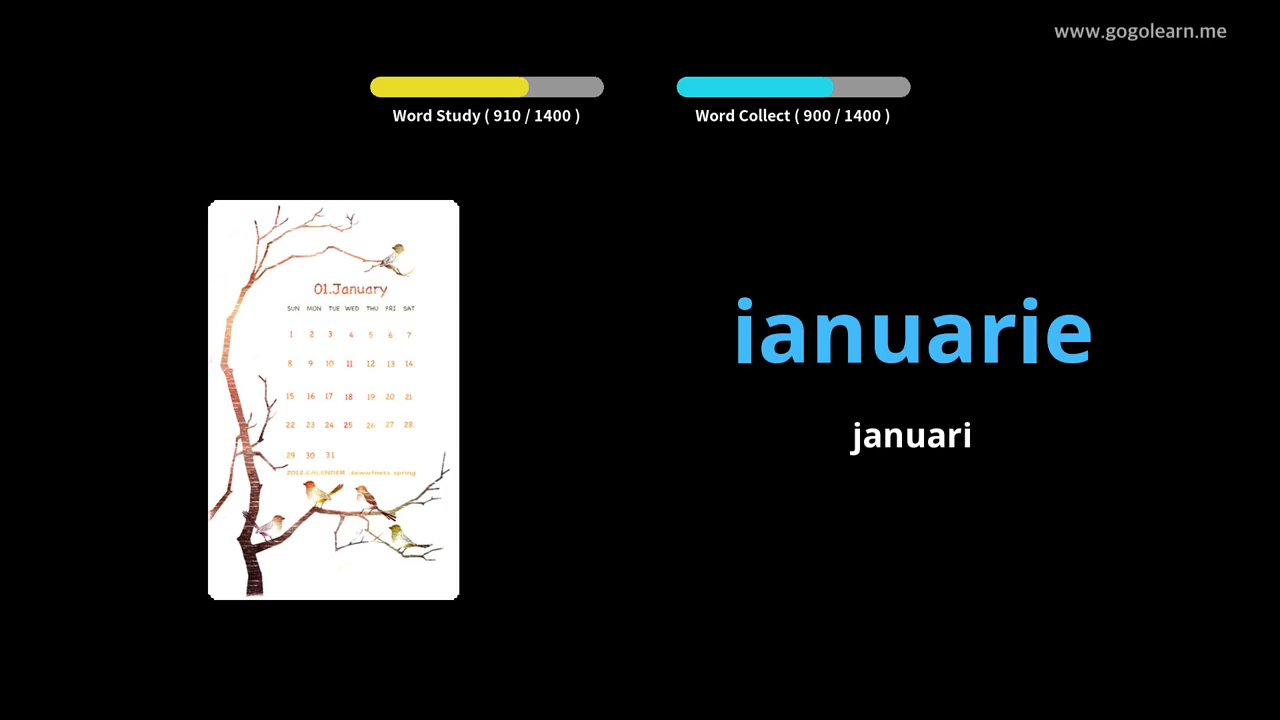 www.gogolearn.me
Word Study ( 910 / 1400 )
Word Collect ( 900 / 1400 )
01.January
SUN MON TUE WED THU FRI SAT
1 2 3 4 5 6 7
8 9 10 11 12 13 14
15 16 17 18 19 20 21
22 23 24 25 26 27 28
29 30 31
CALENDER
spring
ianuarie
januari